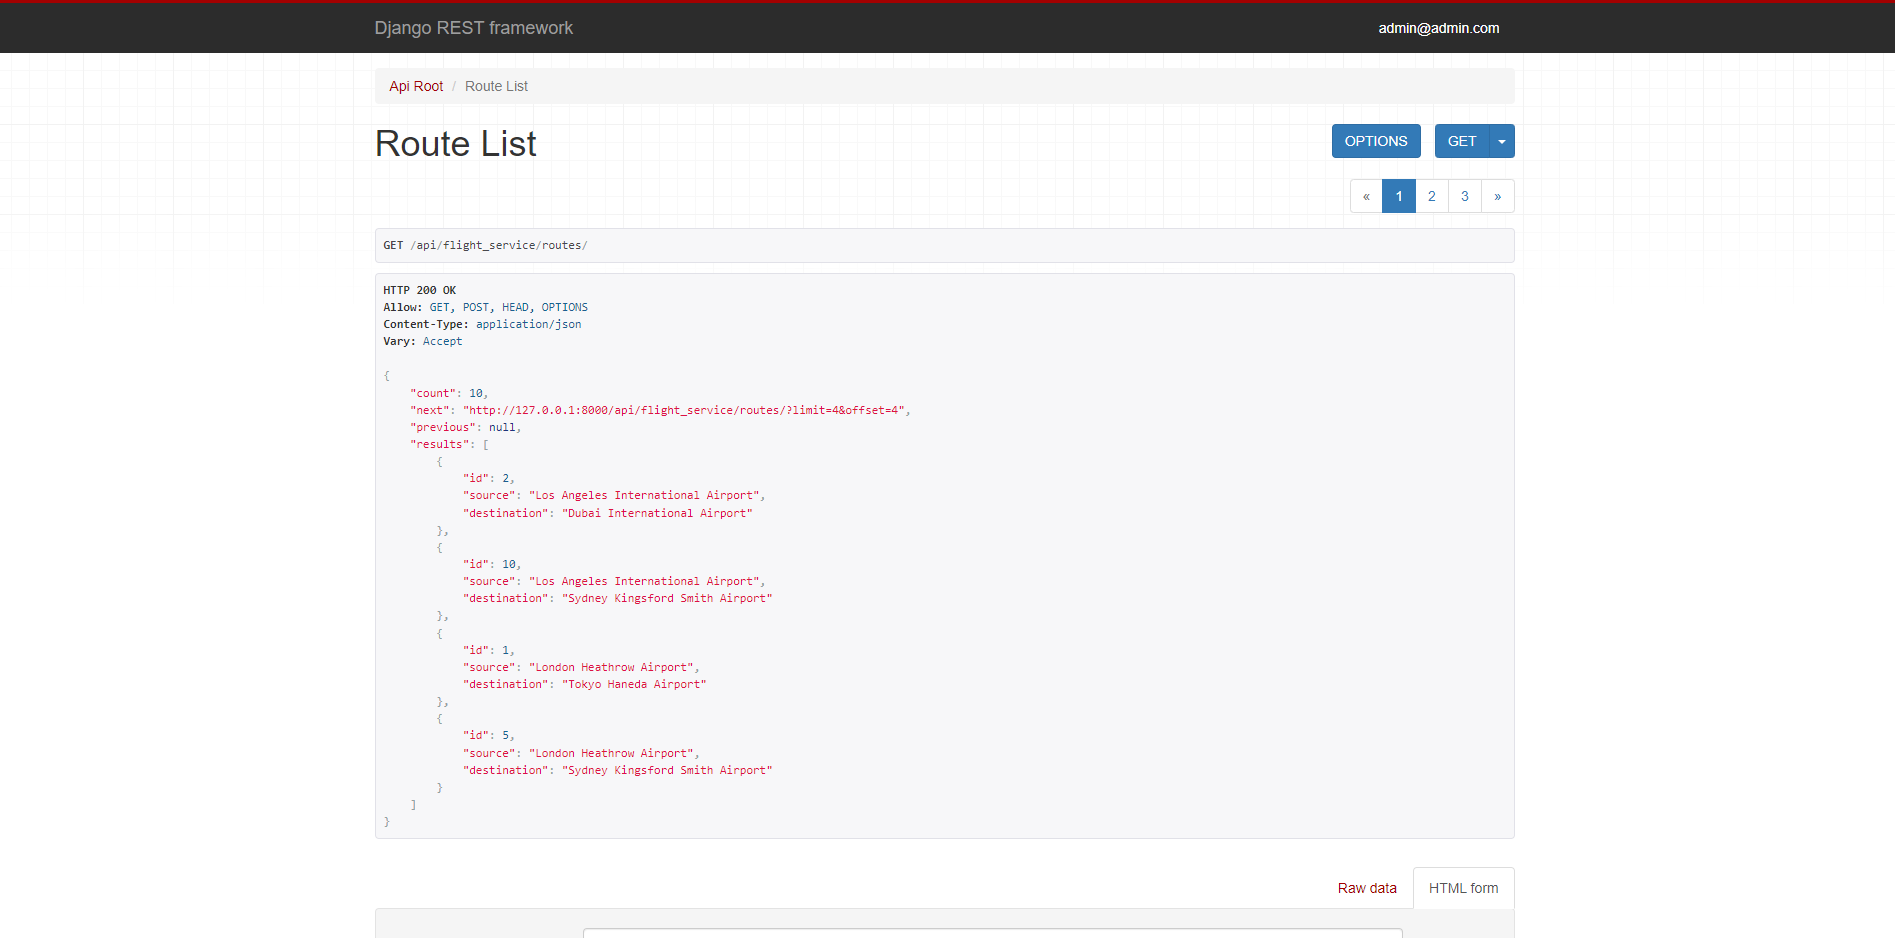 Django REST framework
admin@admin.com
Api Root / Route List
Route List
OPTIONS
GET
« 1 2 3 »
GET /api/flight_service/routes/
HTTP 200 OK
Allow: GET, POST, HEAD, OPTIONS
Content-Type: application/json
Vary: Accept
{
    "count": 10,
    "next": "http://127.0.0.1:8000/api/flight_service/routes/?limit=4&offset=4",
    "previous": null,
    "results": [
        {
            "id": 2,
            "source": "Los Angeles International Airport",
            "destination": "Dubai International Airport"
        },
        {
            "id": 10,
            "source": "Los Angeles International Airport",
            "destination": "Sydney Kingsford Smith Airport"
        },
        {
            "id": 1,
            "source": "London Heathrow Airport",
            "destination": "Tokyo Haneda Airport"
        },
        {
            "id": 5,
            "source": "London Heathrow Airport",
            "destination": "Sydney Kingsford Smith Airport"
        }
    ]
}
Raw data
HTML form